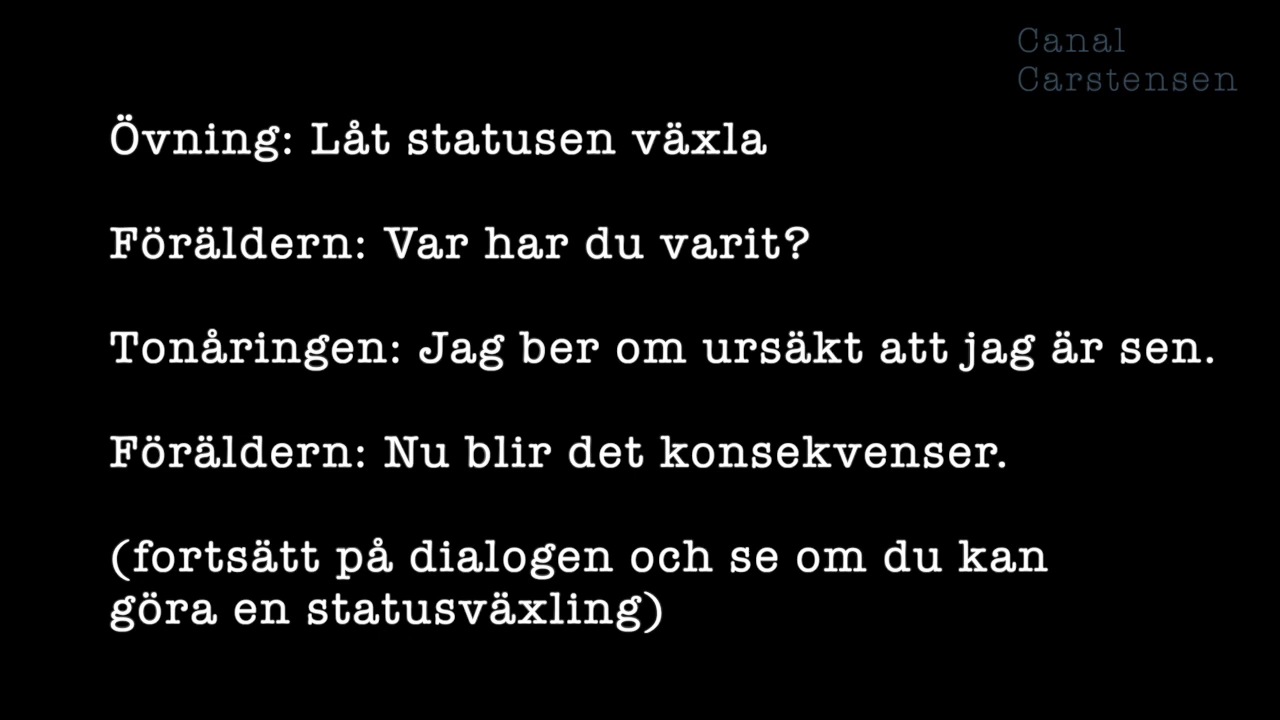 Canal
Carstensen
Övning: Låt statusen växla
Föräldern: Var har du varit?
Tonåringen: Jag ber om ursäkt att jag är sen.
Föräldern: Nu blir det konsekvenser.
(fortsätt på dialogen och se om du kan
göra en statusväxling)